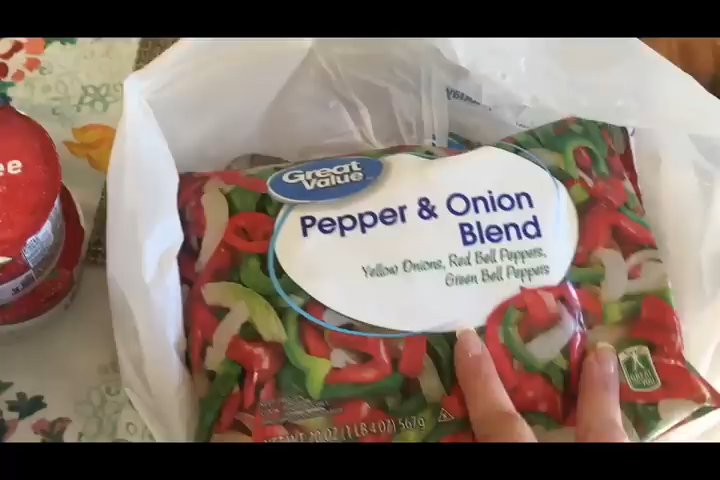 ee
Great
Value
Pepper & Onion
Blend
Yellow Onions, Red Bell Peppers,
Green Bell Peppers
NET WT 20 OZ (1 LB 4 OZ) 567g